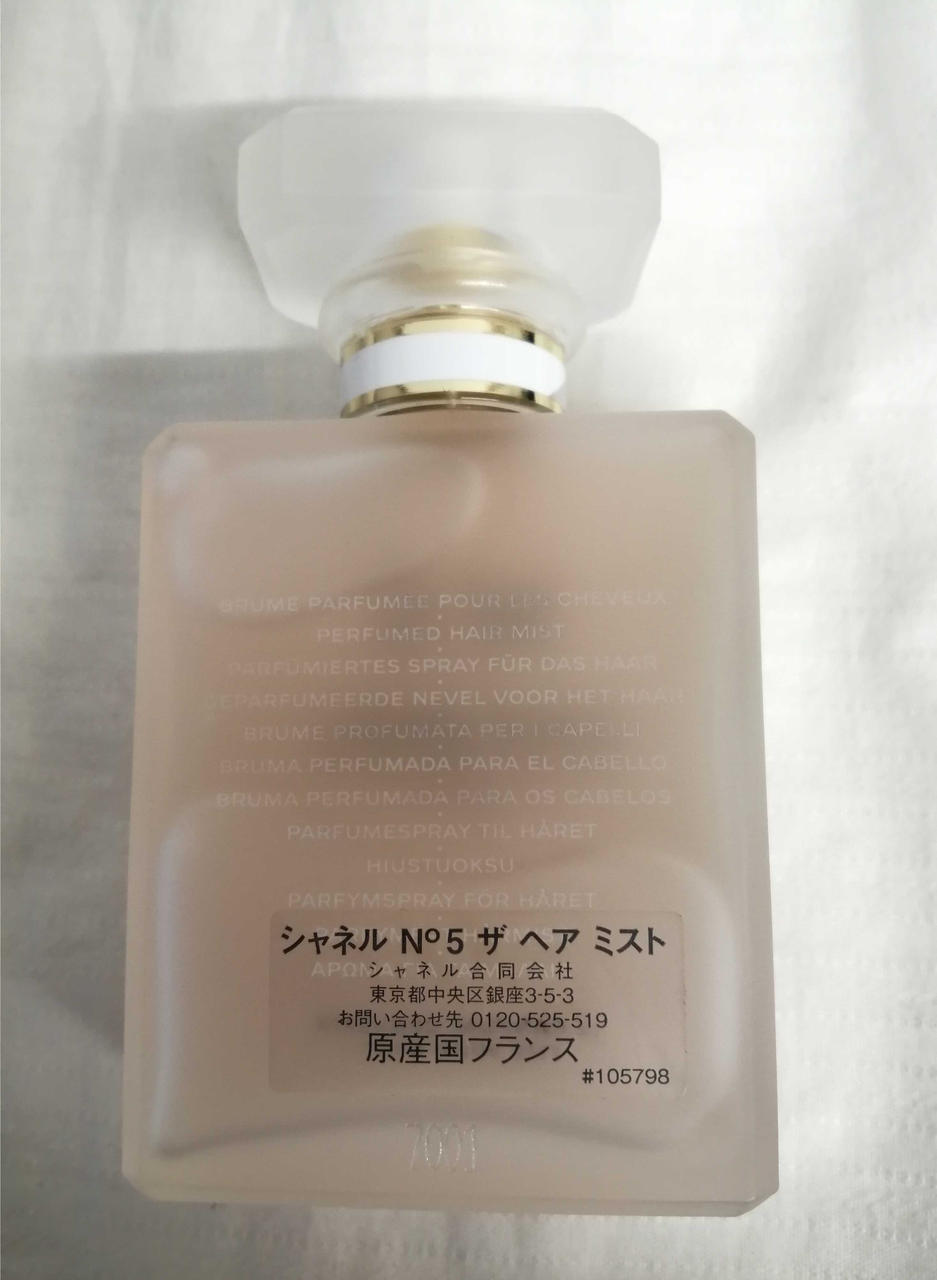 BRUME PARFUMEE POUR LES CHEVEUX
PERFUMED HAIR MIST
PARFUMIERTES SPRAY FÜR DAS HAAR
GEPARFUMEERDE NEVEL VOOR HET HAAR
BRUME PROFUMATA PER I CAPELLI
BRUMA PERFUMADA PARA EL CABELLO
BRUMA PERFUMADA PARA OS CABELOS
PARFUMESPRAY TIL HÅRET
HIUSTUOKSU
PARFYMSPRAY FÖR HÅRET
シャネル Nº5 ザ ヘア ミスト
シャネル合同会社
東京都中央区銀座3-5-3
お問い合わせ先 0120-525-519
原産国フランス
#105798
7001